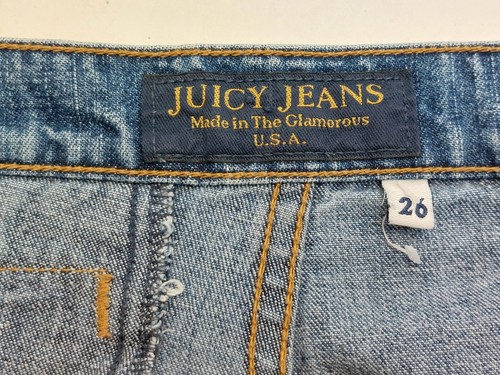 JUICY JEANS
Made in The Glamorous
U.S.A.
26